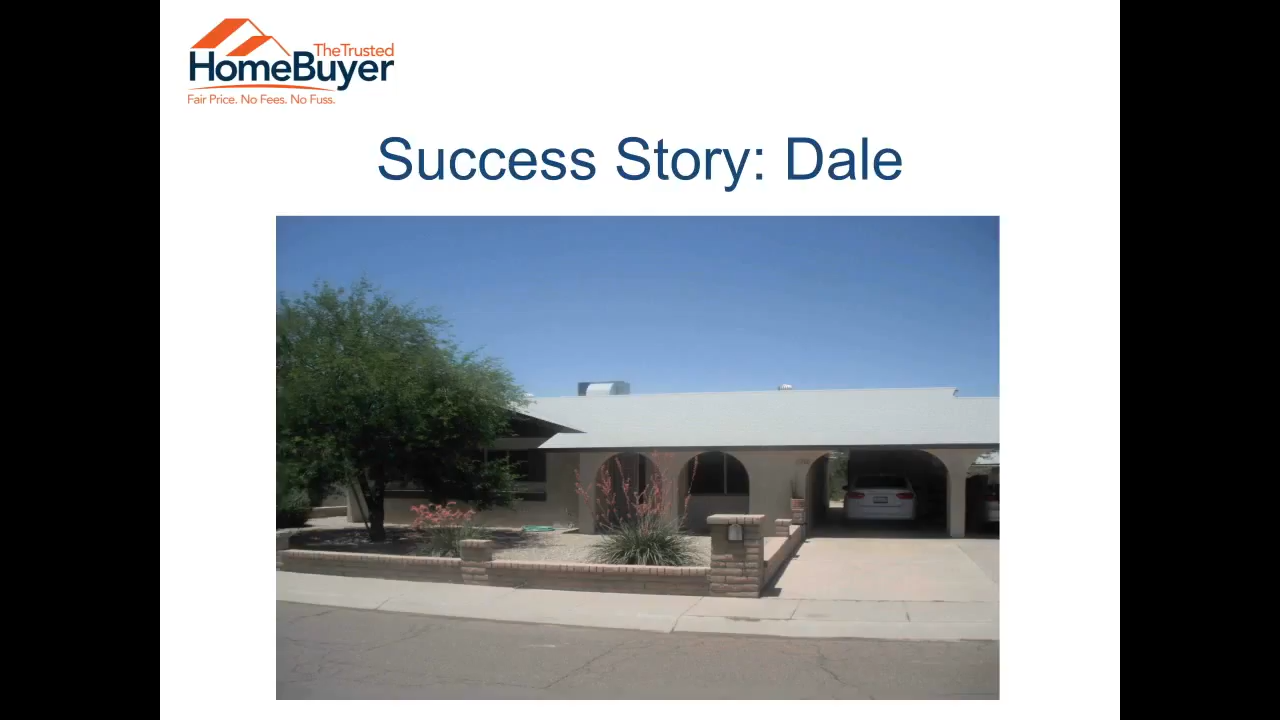 TheTrusted
HomeBuyer
Fair Price. No Fees. No Fuss.
Success Story: Dale